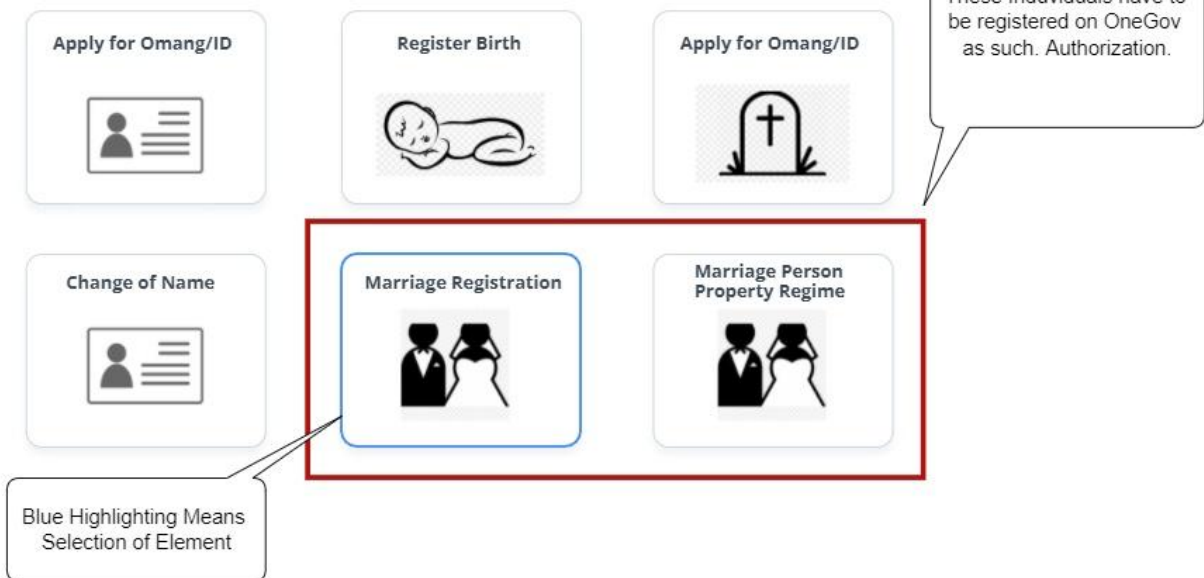 These Induviduals have to
be registered on OneGov
as such. Authorization.
Apply for Omang/ID
Register Birth
Apply for Omang/ID
Change of Name
Marriage Registration
Marriage Person
Property Regime
Blue Highlighting Means
Selection of Element